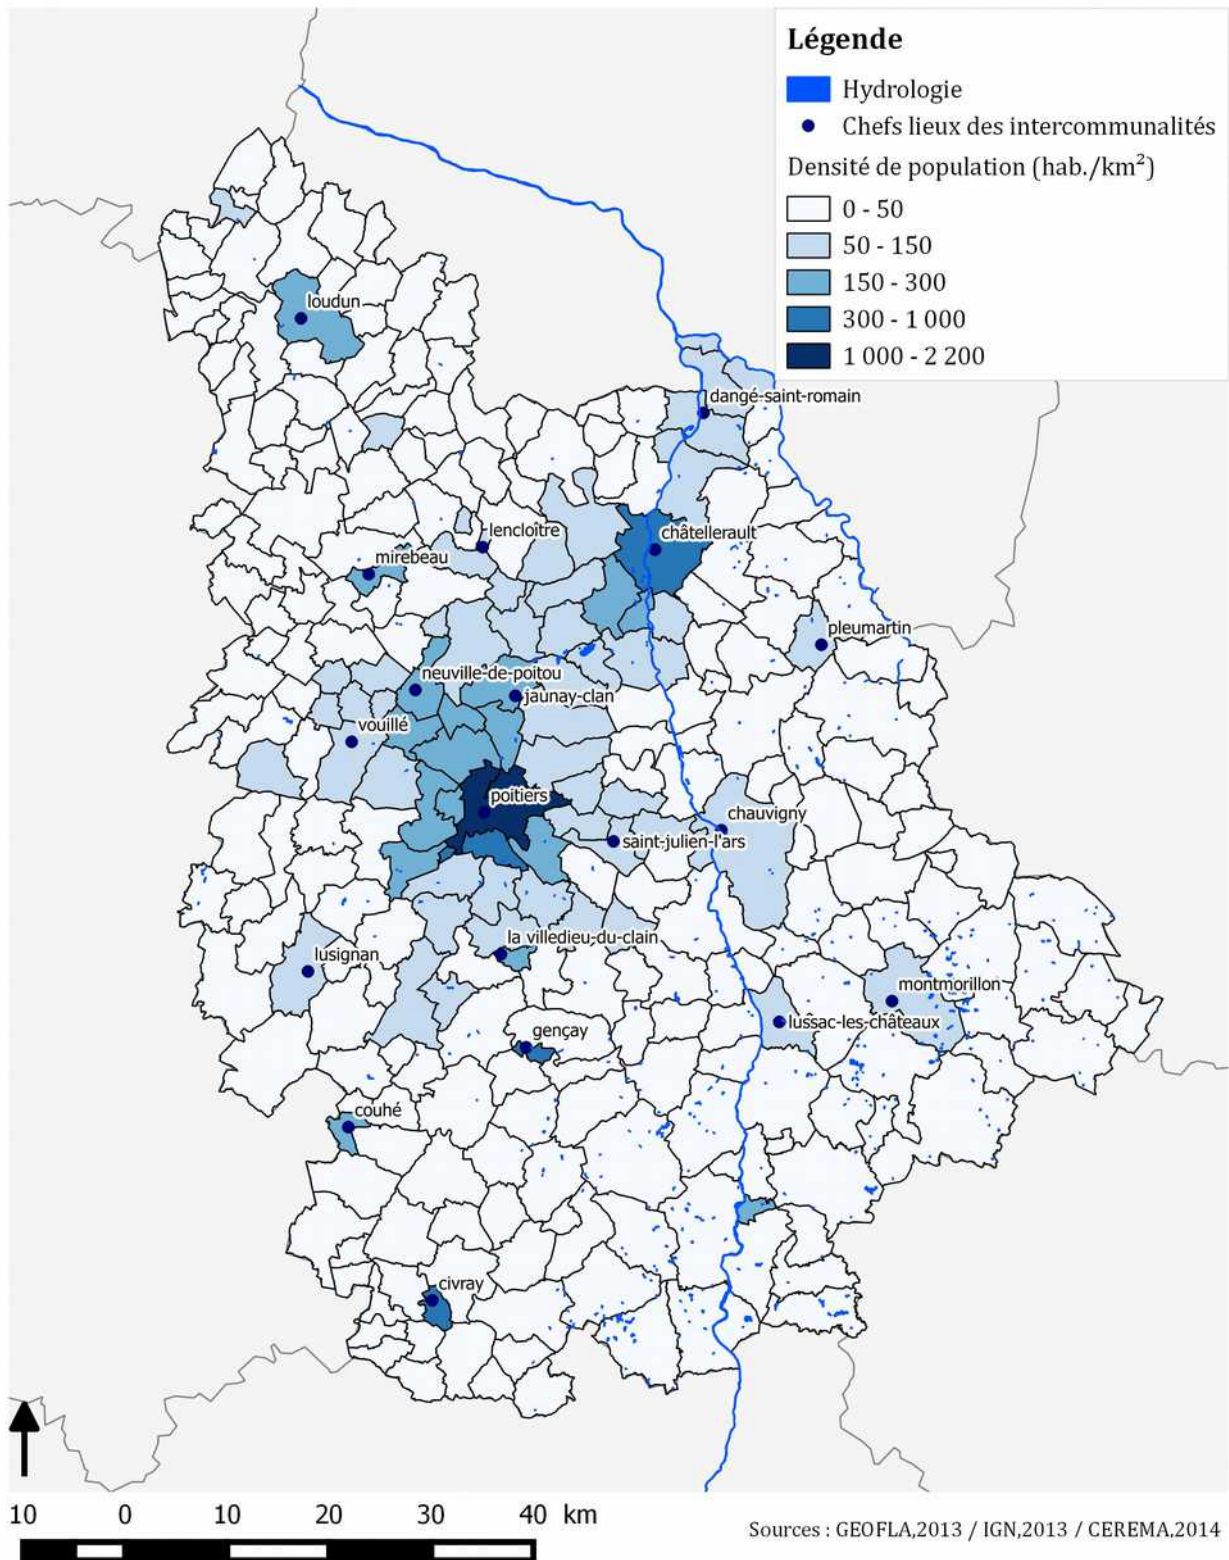 Légende
Hydrologie
Chefs lieux des intercommunalités
Densité de population (hab./km²)
0 - 50
50 - 150
150 - 300
300 - 1 000
1 000 - 2 200
loudun
dangé-saint-romain
lencloître
châtellerault
mirebeau
pleumartin
neuville-de-poitou
jaunay-clan
vouillé
poitiers
chauvigny
saint-julien-l'ars
la villedieu-du-clain
lusignan
montmorillon
lussac-les-châteaux
gençay
couhé
civray
10 0 10 20 30 40 km
Sources : GEOFLA,2013 / IGN,2013 / CEREMA,2014